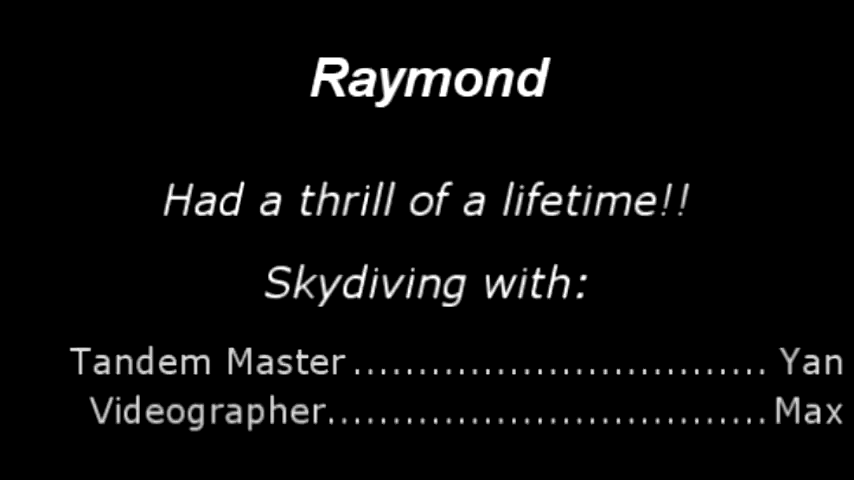 Raymond
Had a thrill of a lifetime!!
Skydiving with:
Tandem Master................................ Yan
Videographer..................................Max